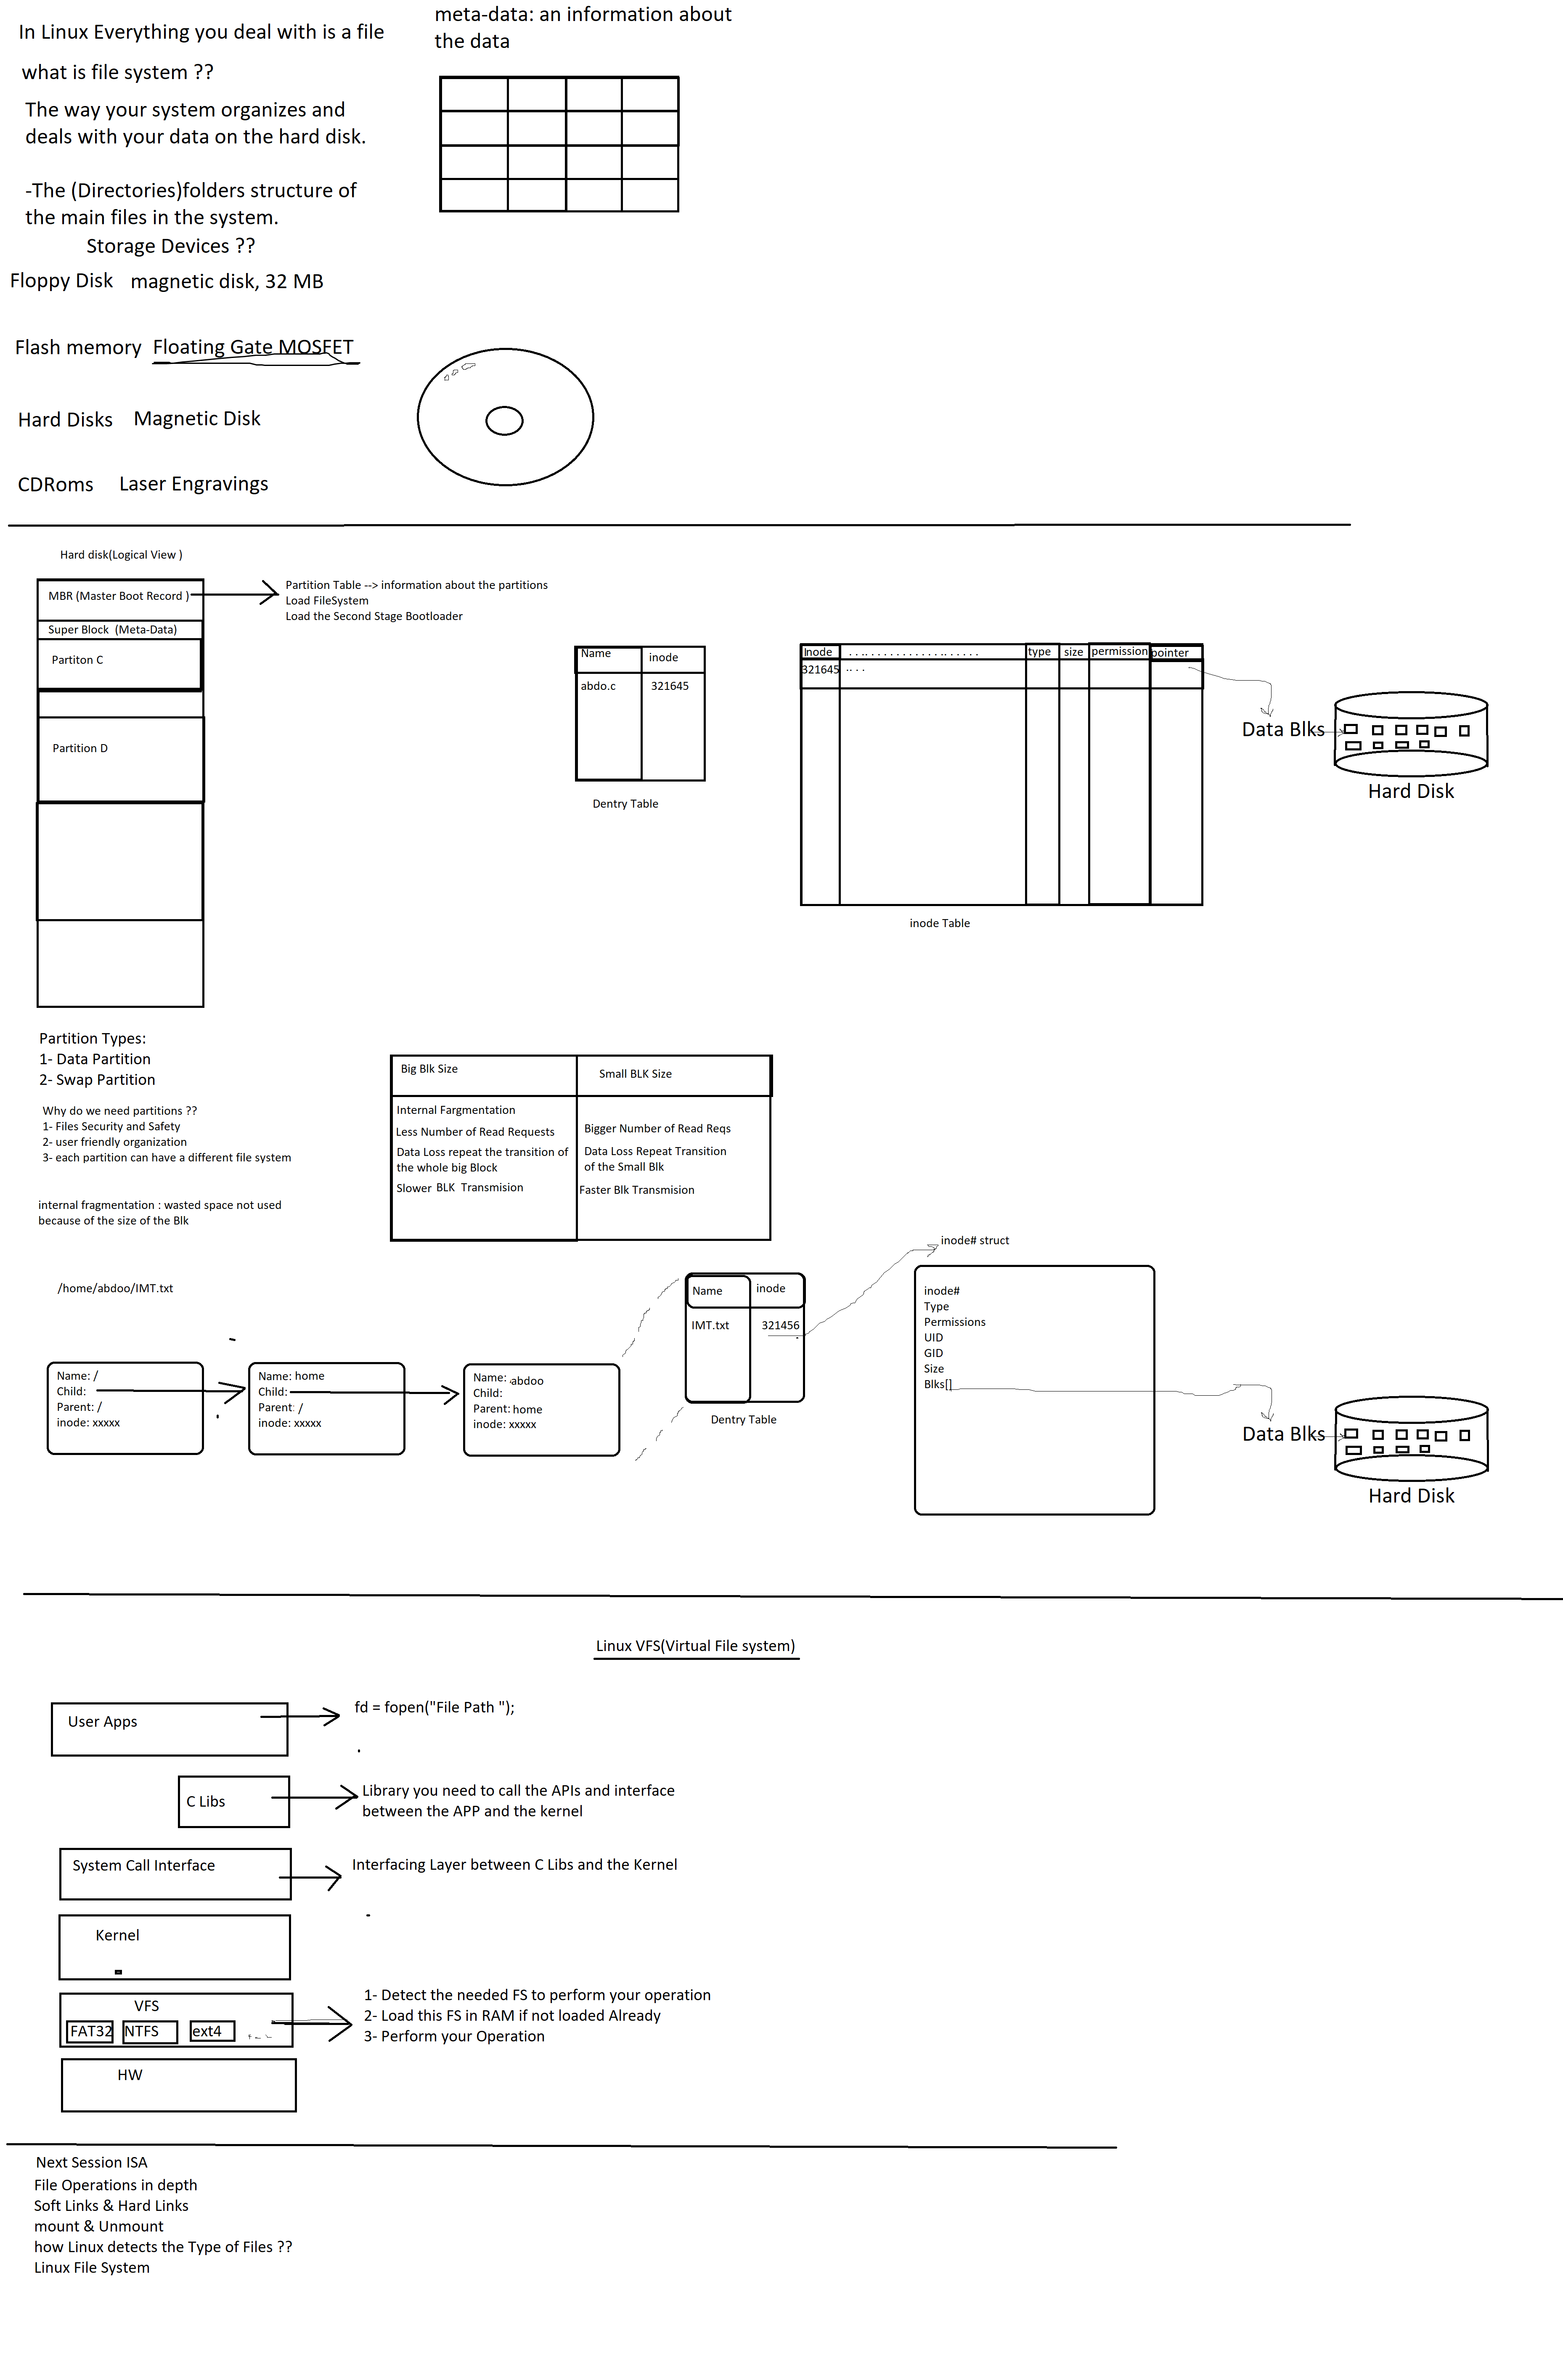 In Linux Everything you deal with is a file
what is file system ??
The way your system organizes and
deals with your data on the hard disk.
-The (Directories)folders structure of
the main files in the system.
meta-data: an information about
the data
Storage Devices ??
Floppy Disk magnetic disk, 32 MB
Flash memory Floating Gate MOSFET
Hard Disks Magnetic Disk
CDRoms Laser Engravings
Hard disk(Logical View )
MBR (Master Boot Record )
Super Block (Meta-Data)
Partiton C
Partition D
Partition Table --> information about the partitions
Load FileSystem
Load the Second Stage Bootloader
Name inode
abdo.c 321645
Dentry Table
Inode . . .. . . . . . . . . . . . .. . . . . . type size permission pointer
321645 .. . .
inode Table
Data Blks
Hard Disk
Partition Types:
1- Data Partition
2- Swap Partition
Why do we need partitions ??
1- Files Security and Safety
2- user friendly organization
3- each partition can have a different file system
internal fragmentation : wasted space not used
because of the size of the Blk
Big Blk Size
Internal Fargmentation
Less Number of Read Requests
Data Loss repeat the transition of
the whole big Block
Slower BLK Transmision
Small BLK Size
Bigger Number of Read Reqs
Data Loss Repeat Transition
of the Small Blk
Faster Blk Transmision
/home/abdoo/IMT.txt
Name: /
Child:
Parent: /
inode: xxxxx
Name: home
Child:
Parent: /
inode: xxxxx
Name: abdoo
Child:
Parent: home
inode: xxxxx
Name inode
IMT.txt 321456
Dentry Table
inode# struct
inode#
Type
Permissions
UID
GID
Size
Blks[]
Data Blks
Hard Disk
Linux VFS(Virtual File system)
User Apps
fd = fopen("File Path ");
C Libs
Library you need to call the APIs and interface
between the APP and the kernel
System Call Interface
Interfacing Layer between C Libs and the Kernel
Kernel
VFS
FAT32 NTFS ext4
1- Detect the needed FS to perform your operation
2- Load this FS in RAM if not loaded Already
3- Perform your Operation
HW
Next Session ISA
File Operations in depth
Soft Links & Hard Links
mount & Unmount
how Linux detects the Type of Files ??
Linux File System